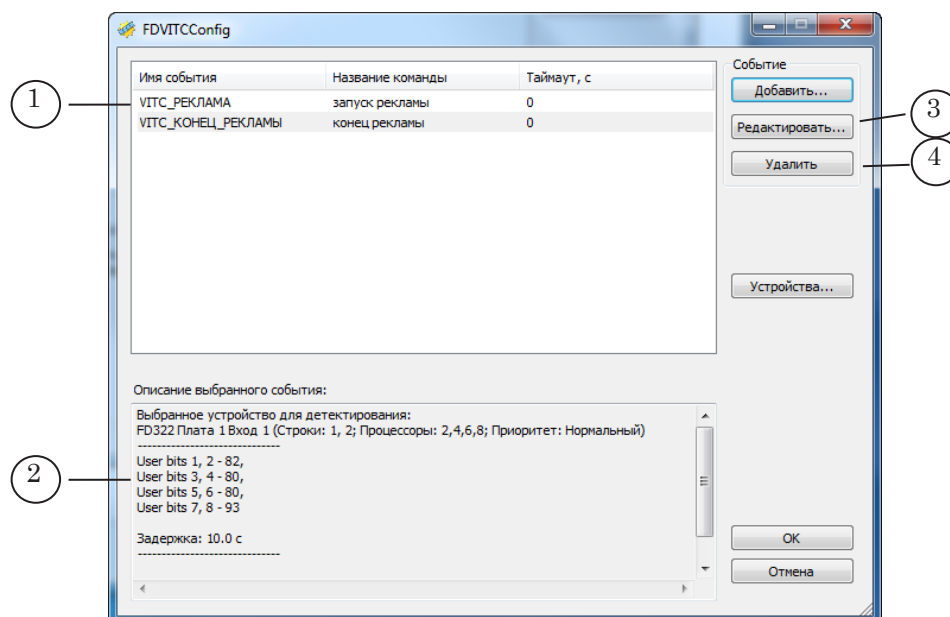 FDVITCConfig
Имя события Название команды Таймаут, с
VITC_РЕКЛАМА запуск рекламы 0
VITC_КОНЕЦ_РЕКЛАМЫ конец рекламы 0
Событие
Добавить...
Редактировать...
Удалить
Устройства...
Описание выбранного события:
Выбранное устройство для детектирования:
FD322 Плата 1 Вход 1 (Строки: 1, 2; Процессоры: 2,4,6,8; Приоритет: Нормальный)
------------------------------
User bits 1, 2 - 82,
User bits 3, 4 - 80,
User bits 5, 6 - 80,
User bits 7, 8 - 93
Задержка: 10.0 с
------------------------------
OK
Отмена
1
2
3
4